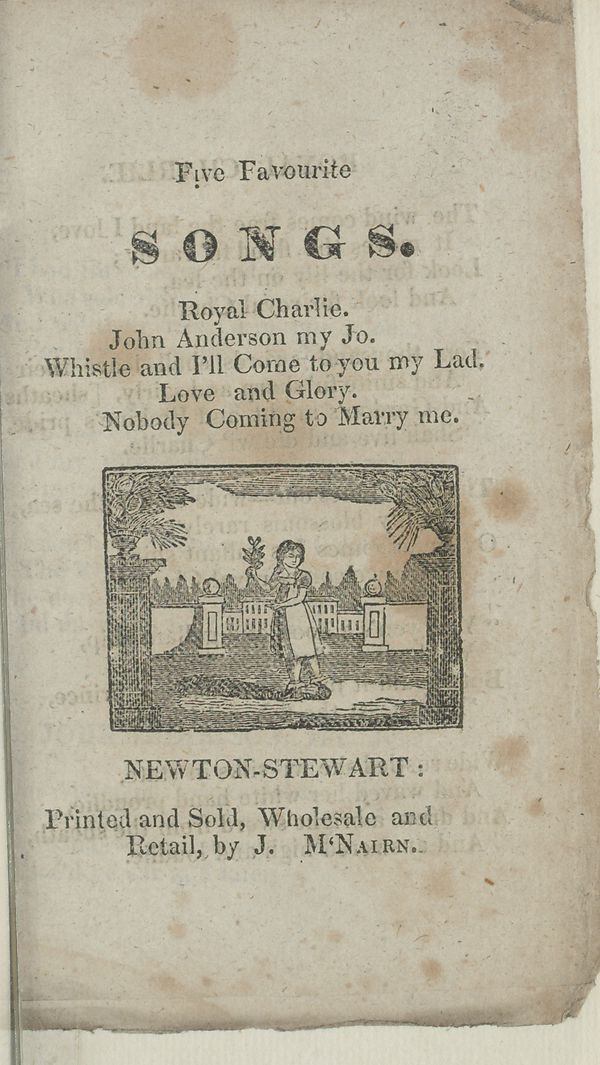 Five Favourite
SONGS.
Royal Charlie.
John Anderson my Jo.
Whistle and I'll Come to you my Lad.
Love and Glory.
Nobody Coming to Marry me.
NEWTON-STEWART:
Printed and Sold, Wholesale and
Retail, by J. M‘NAIRN.